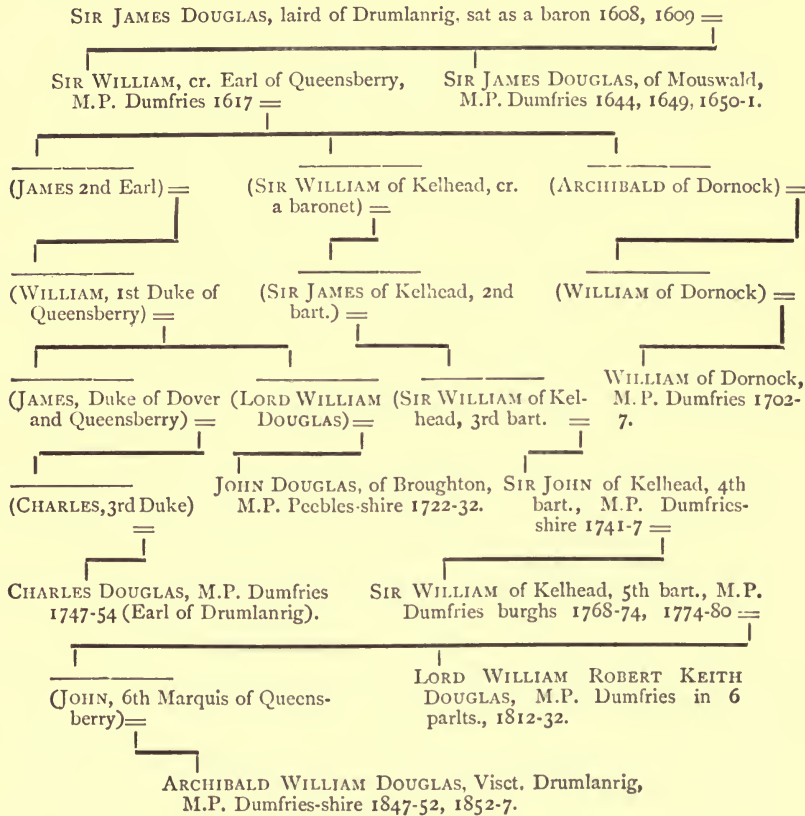 SIR JAMES DOUGLAS, laird of Drumlanrig, sat as a baron 1608, 1609 =
SIR WILLIAM, cr. Earl of Queensberry,
M.P. Dumfries 1617 =
SIR JAMES DOUGLAS, of Mouswald,
M.P. Dumfries 1644, 1649, 1650-1.
(JAMES 2nd Earl) =
(SIR WILLIAM of Kelhead, cr.
a baronet) =
(ARCHIBALD of Dornock) =
(WILLIAM, 1st Duke of
Queensberry) =
(SIR JAMES of Kelhead, 2nd
bart.) =
(WILLIAM of Dornock) =
(JAMES, Duke of Dover
and Queensberry) =
(LORD WILLIAM
DOUGLAS) =
(SIR WILLIAM of Kel-
head, 3rd bart. =
WILLIAM of Dornock,
M.P. Dumfries 1702-
7.
(CHARLES, 3rd Duke)
=
JOHN DOUGLAS, of Broughton,
M.P. Peebles-shire 1722-32.
SIR JOHN of Kelhead, 4th
bart., M.P. Dumfries-
shire 1741-7 =
CHARLES DOUGLAS, M.P. Dumfries
1747-54 (Earl of Drumlanrig).
SIR WILLIAM of Kelhead, 5th bart., M.P.
Dumfries burghs 1768-74, 1774-80 =
(JOHN, 6th Marquis of Queens-
berry) =
LORD WILLIAM ROBERT KEITH
DOUGLAS, M.P. Dumfries in 6
parlts., 1812-32.
ARCHIBALD WILLIAM DOUGLAS, Visct. Drumlanrig,
M.P. Dumfries-shire 1847-52, 1852-7.